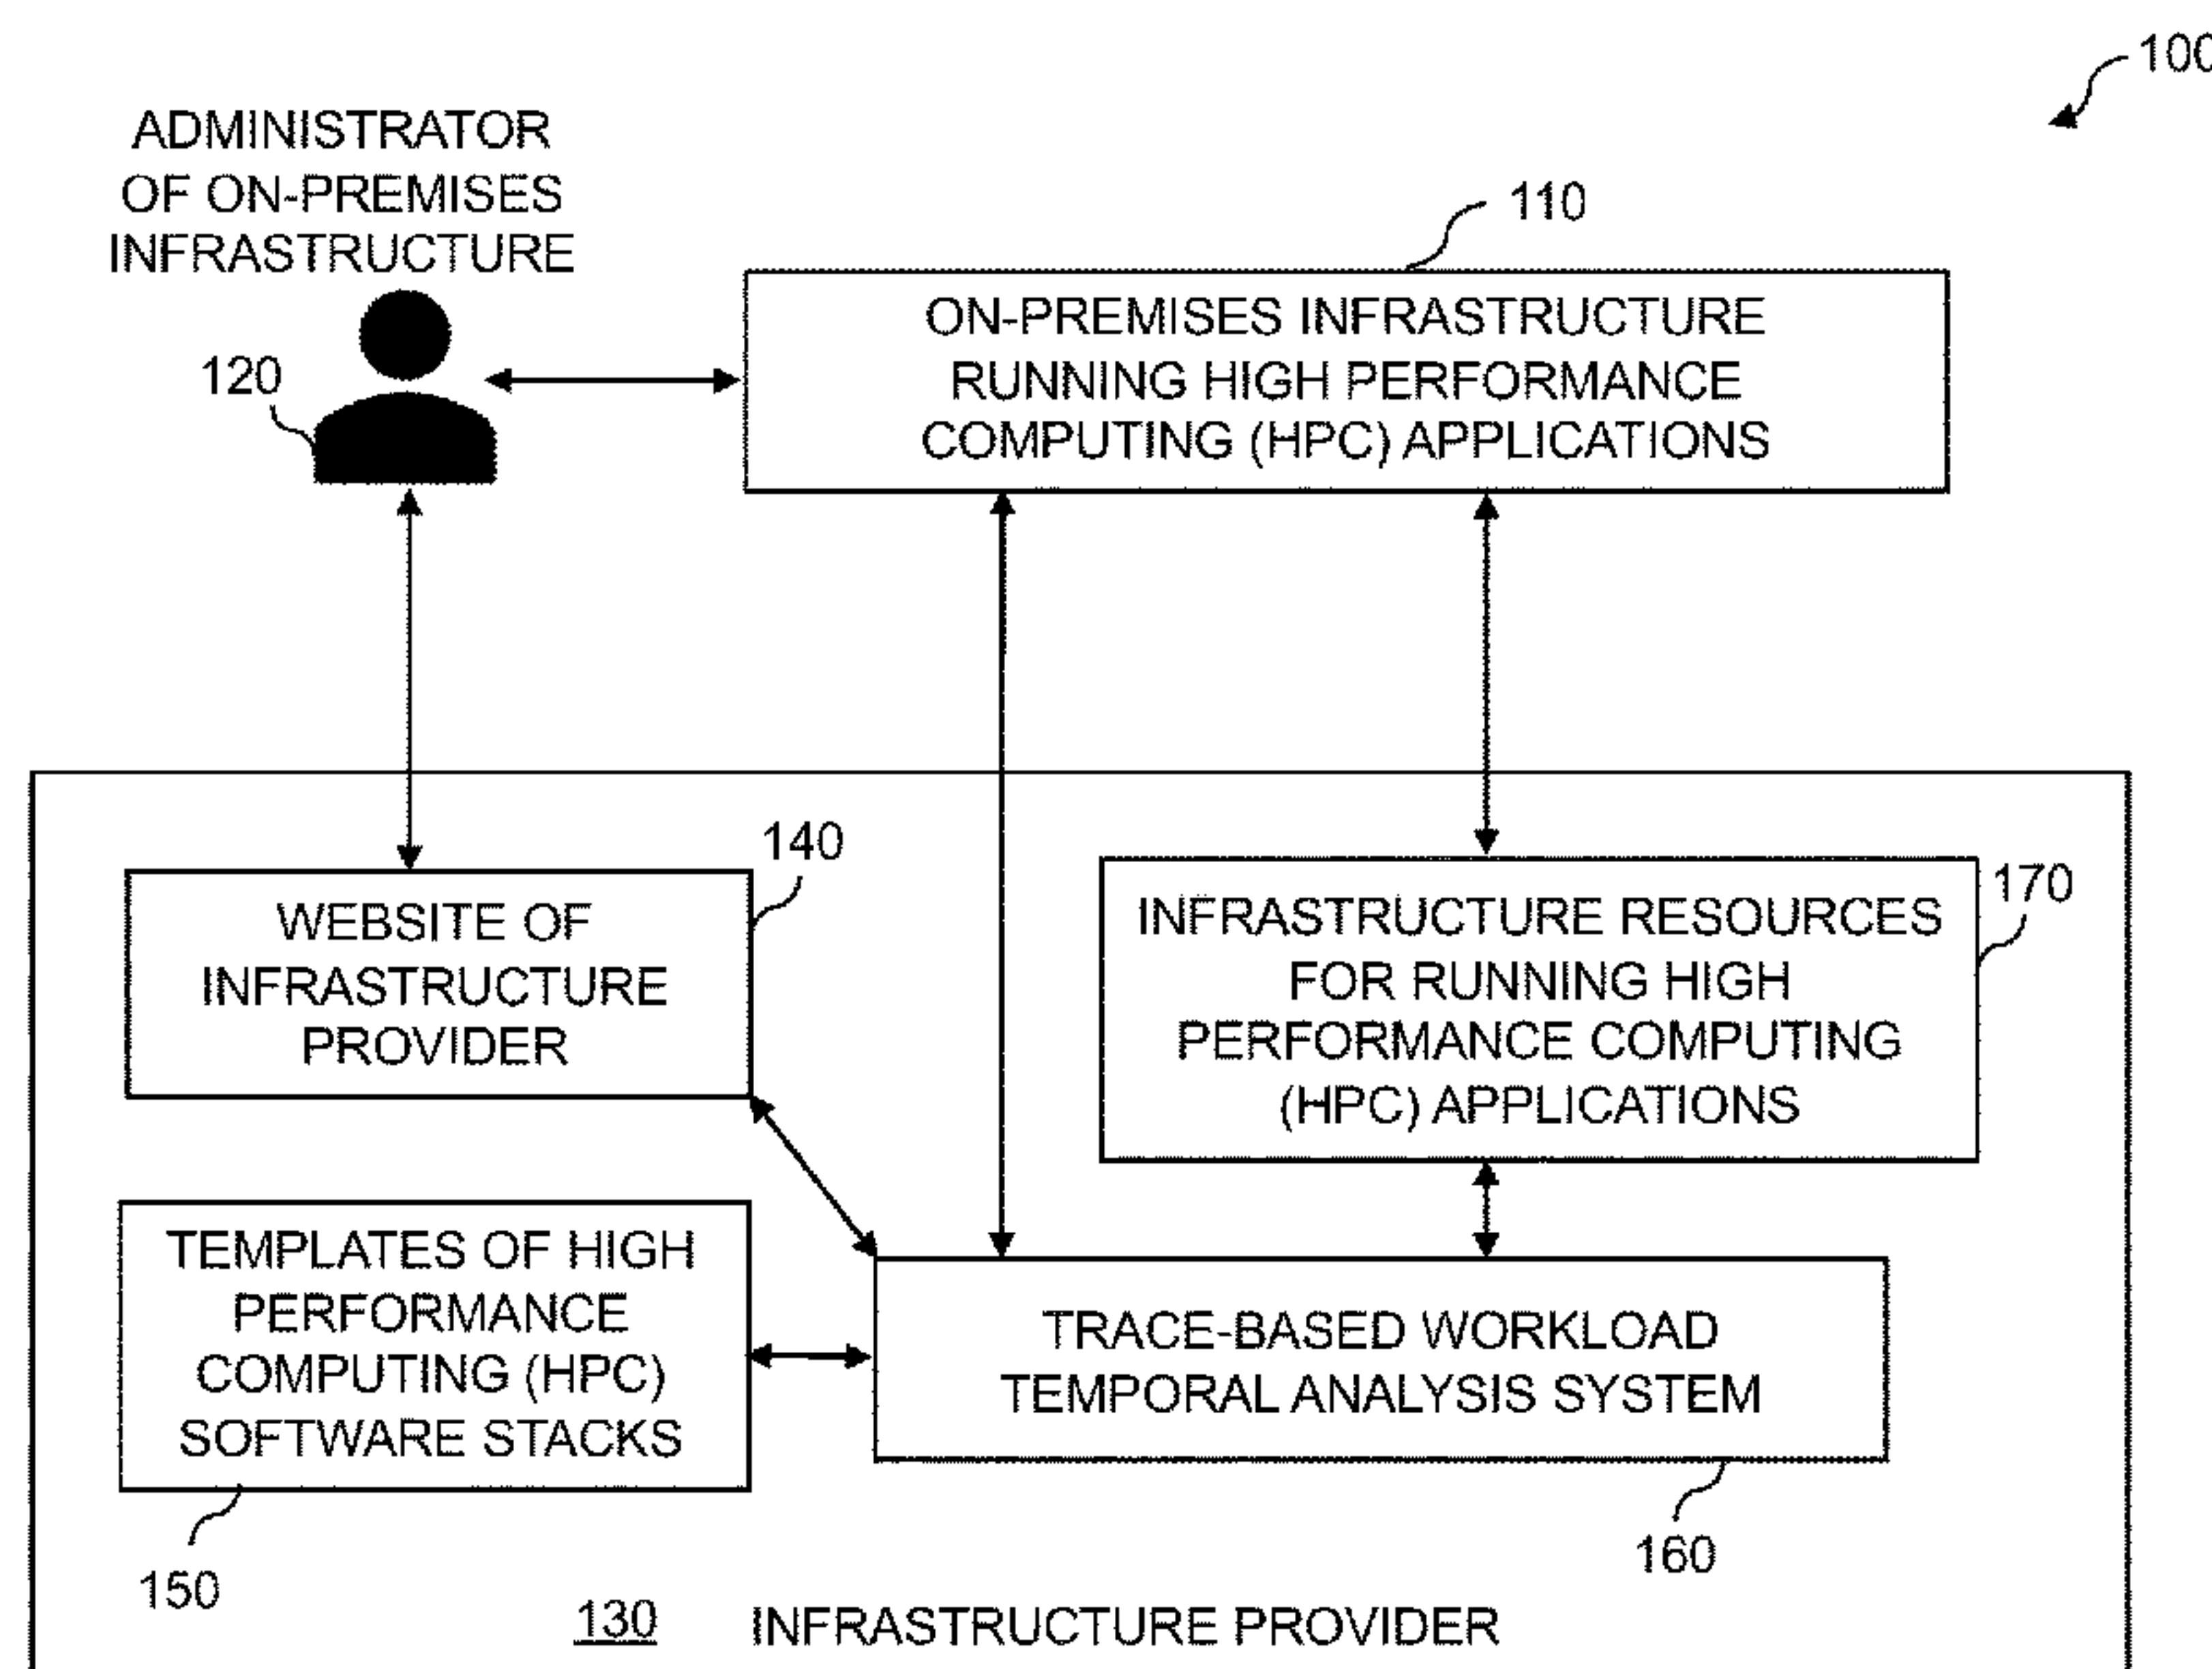 100
ADMINISTRATOR
OF ON-PREMISES
INFRASTRUCTURE
110
120
ON-PREMISES INFRASTRUCTURE
RUNNING HIGH PERFORMANCE
COMPUTING (HPC) APPLICATIONS
140
170
WEBSITE OF
INFRASTRUCTURE
PROVIDER
INFRASTRUCTURE RESOURCES
FOR RUNNING HIGH
PERFORMANCE COMPUTING
(HPC) APPLICATIONS
TEMPLATES OF HIGH
PERFORMANCE
COMPUTING (HPC)
SOFTWARE STACKS
TRACE-BASED WORKLOAD
TEMPORAL ANALYSIS SYSTEM
150
160
130 INFRASTRUCTURE PROVIDER